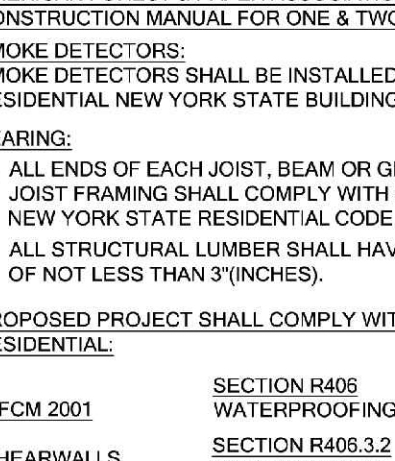 ONSTRUCTION MANUAL FOR ONE & TWO
MOKE DETECTORS:
MOKE DETECTORS SHALL BE INSTALLED
ESIDENTIAL NEW YORK STATE BUILDING
EARING:
ALL ENDS OF EACH JOIST, BEAM OR GI
JOIST FRAMING SHALL COMPLY WITH
NEW YORK STATE RESIDENTIAL CODE
ALL STRUCTURAL LUMBER SHALL HAV
OF NOT LESS THAN 3"(INCHES).
ROPOSED PROJECT SHALL COMPLY WIT
ESIDENTIAL:
FCM 2001
HEARWALLS
SECTION R406
WATERPROOFING
SECTION R406.3.2